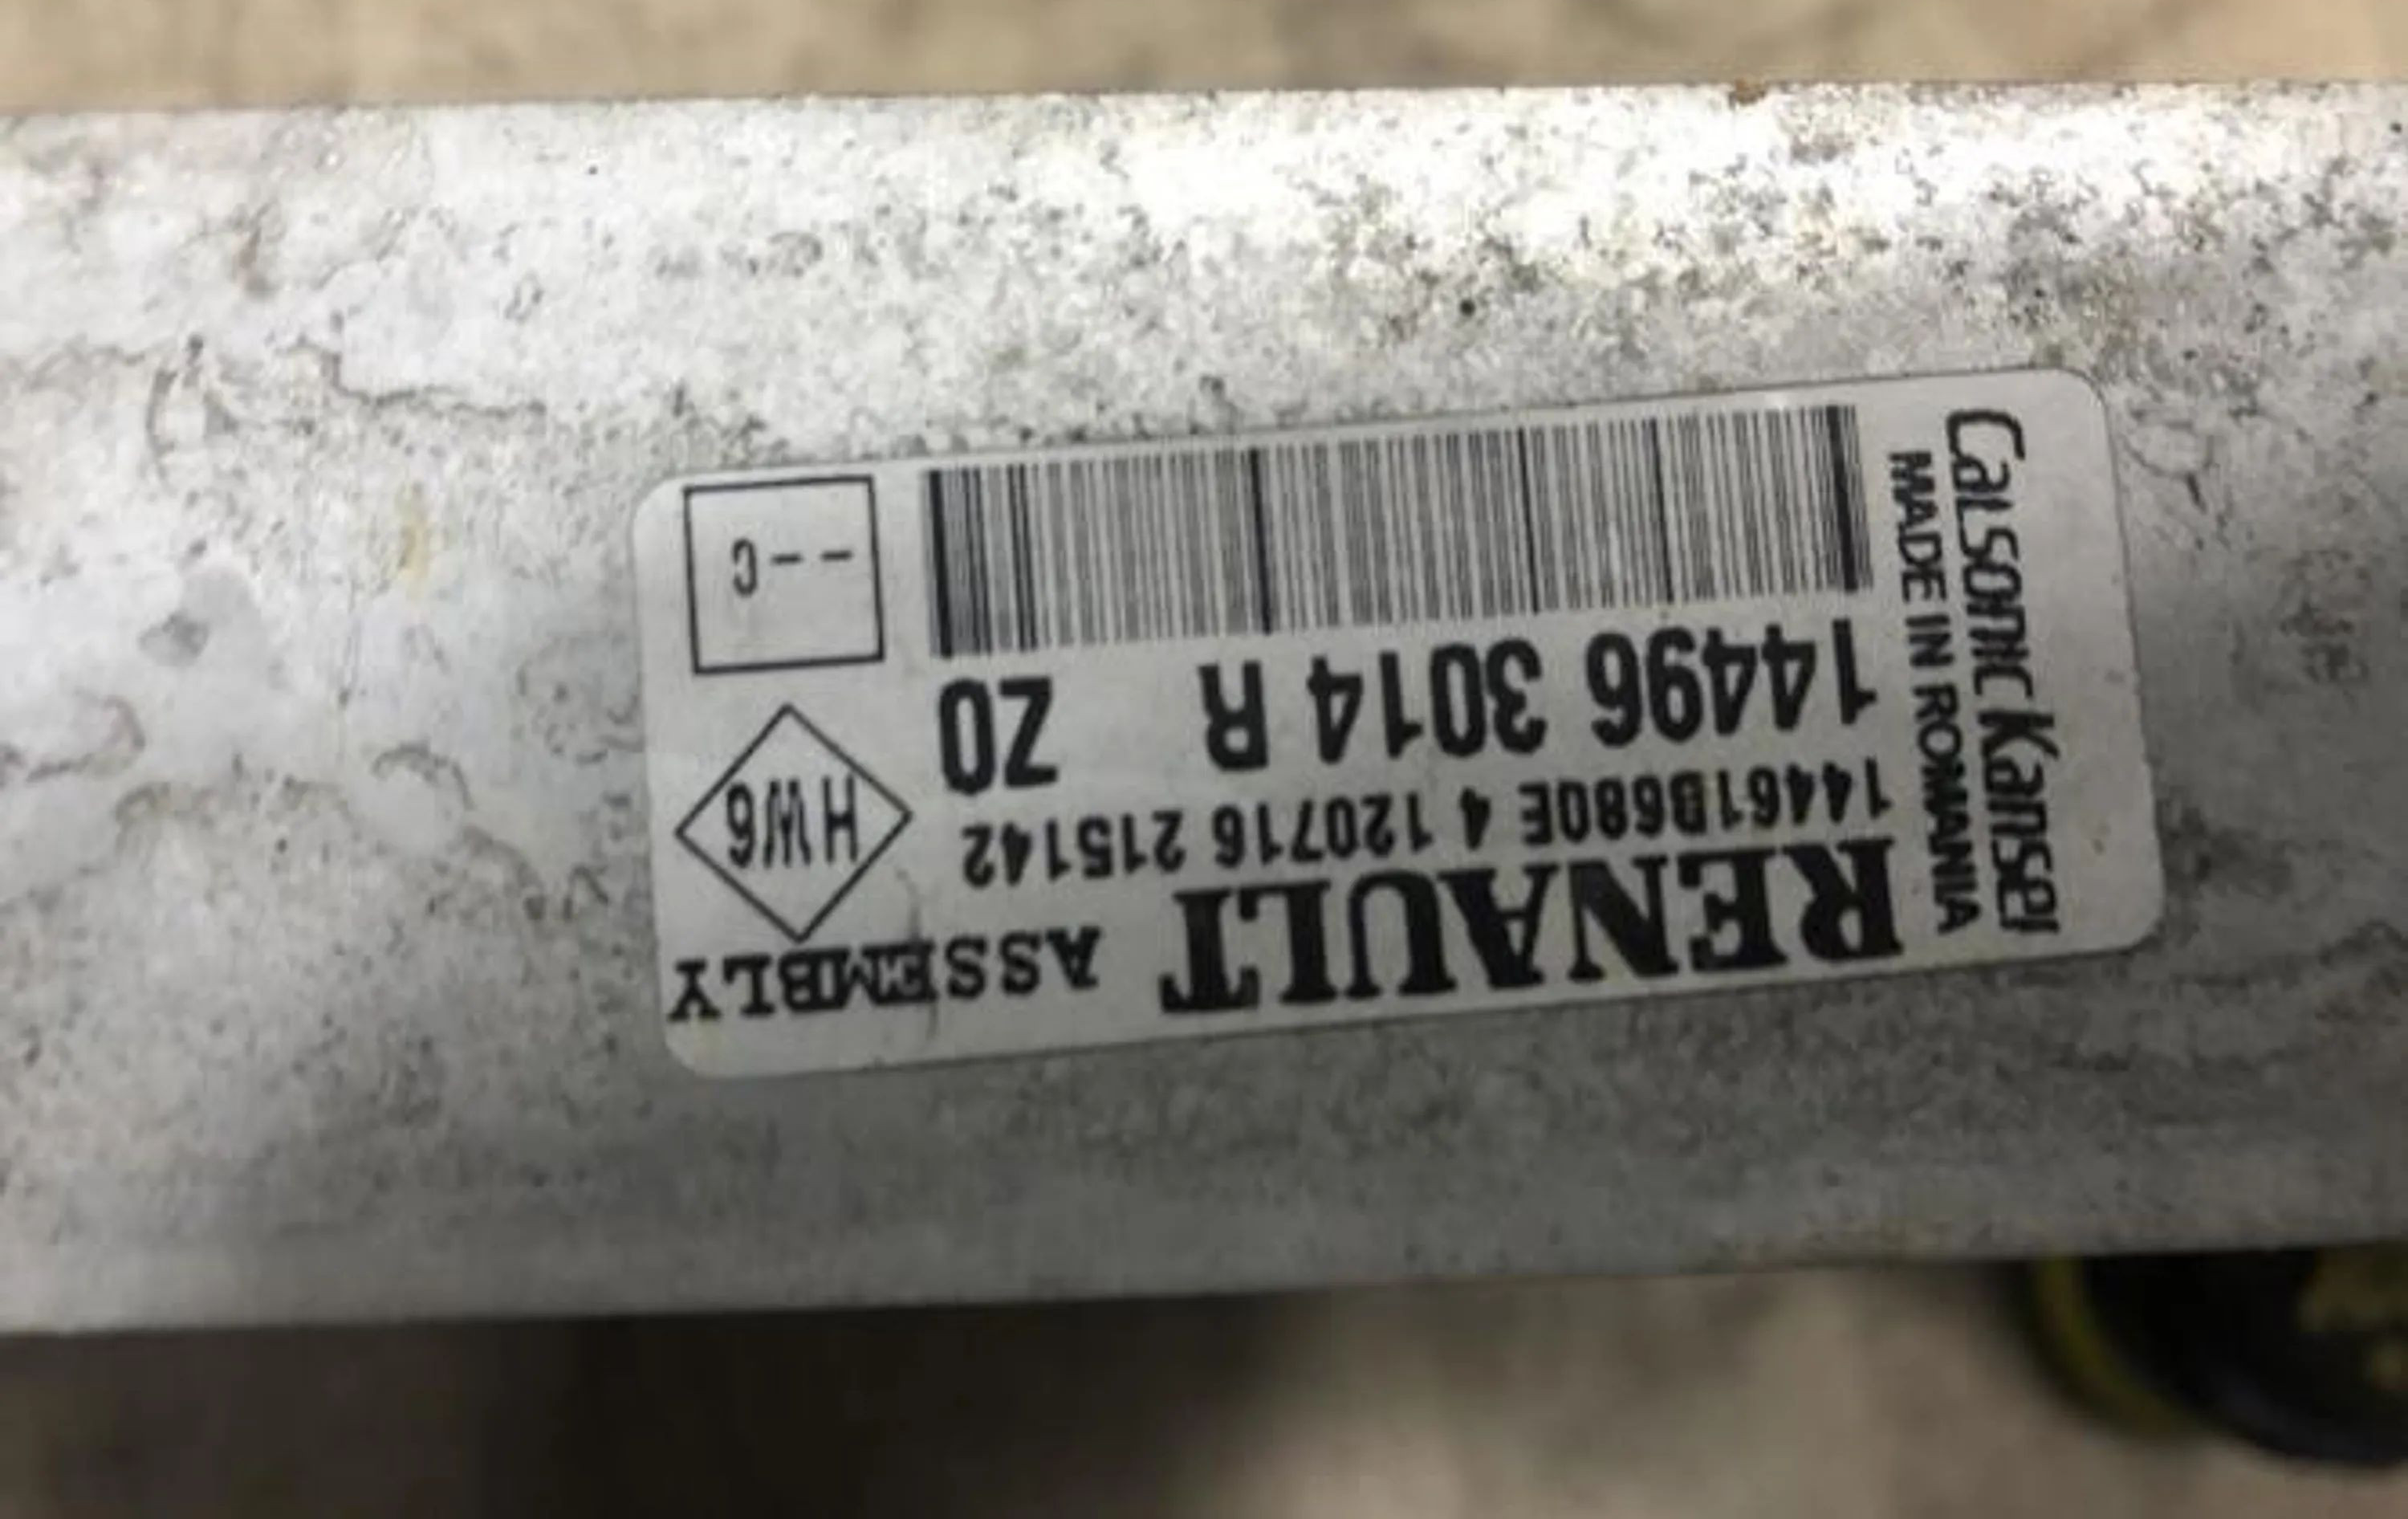 RENAULT ASSEMBLY
14461B680E 4 120716 215142
14496 3014 R Z0
HW6
--C
CalsonicKansei
MADE IN ROMANIA